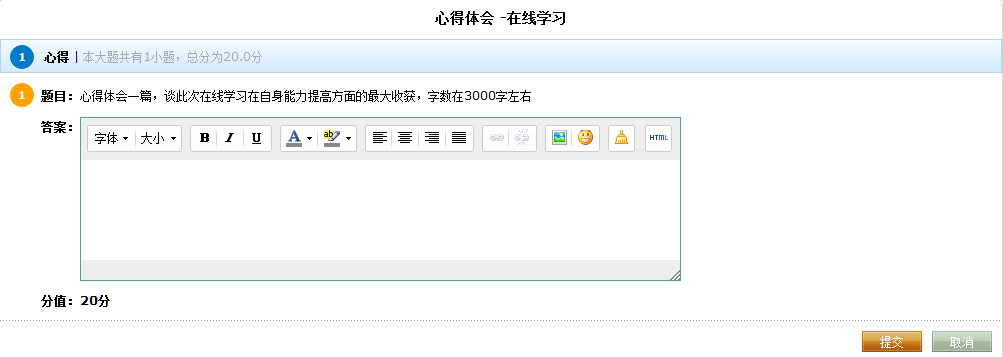 心得体会 -在线学习
1 心得 | 本大题共有1小题，总分为20.0分
1 题目：心得体会一篇，谈此次在线学习在自身能力提高方面的最大收获，字数在3000字左右
答案：
字体 大小 B I U A ab HTML
分值：20分
提交 取消